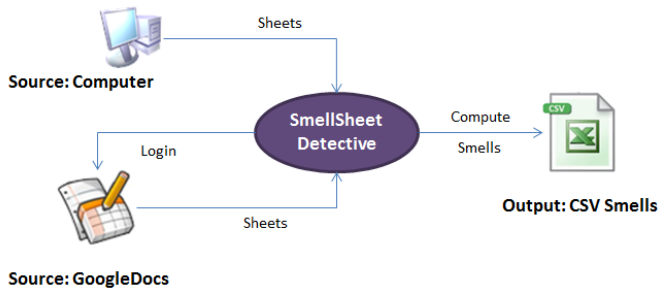 Sheets
Source: Computer
SmellSheet
Detective
Compute
Smells
CSV
Login
Output: CSV Smells
Sheets
Source: GoogleDocs